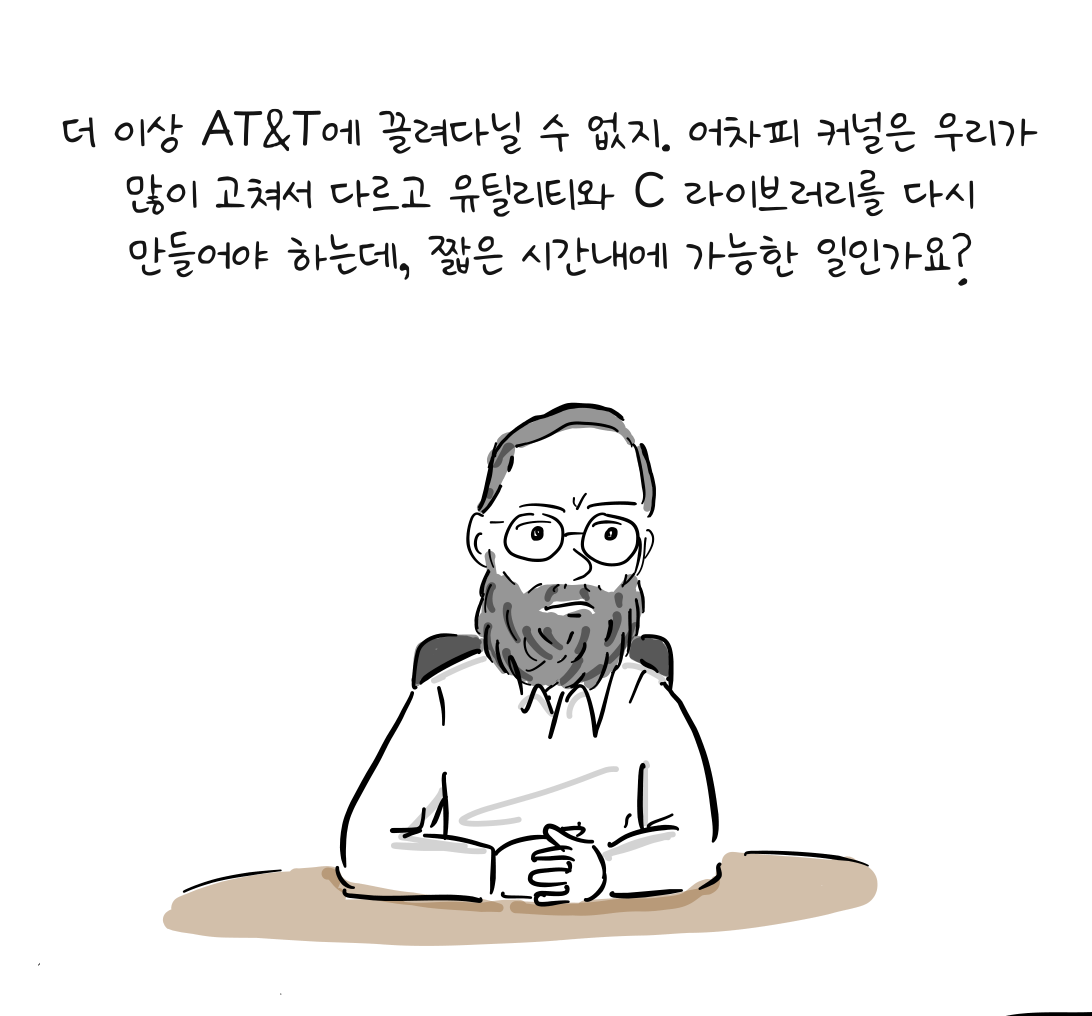 더 이상 AT&T에 끌려다닐 수 없지. 어차피 커널은 우리가
많이 고쳐서 다르고 유틸리티와 C 라이브러리를 다시
만들어야 하는데, 짧은 시간내에 가능한 일인가요?